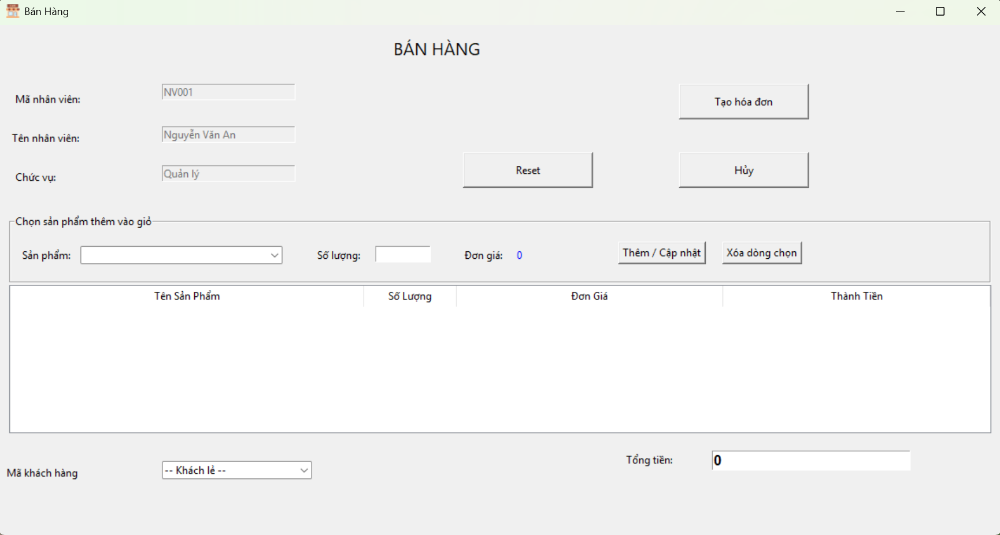 Bán Hàng
BÁN HÀNG
Mã nhân viên: NV001
Tạo hóa đơn
Tên nhân viên: Nguyễn Văn An
Chức vụ: Quản lý
Reset Hủy
Chọn sản phẩm thêm vào giỏ
Sản phẩm: Số lượng: Đơn giá: 0 Thêm / Cập nhật Xóa dòng chọn
Tên Sản Phẩm Số Lượng Đơn Giá Thành Tiền
Tổng tiền: 0
Mã khách hàng -- Khách lẻ --